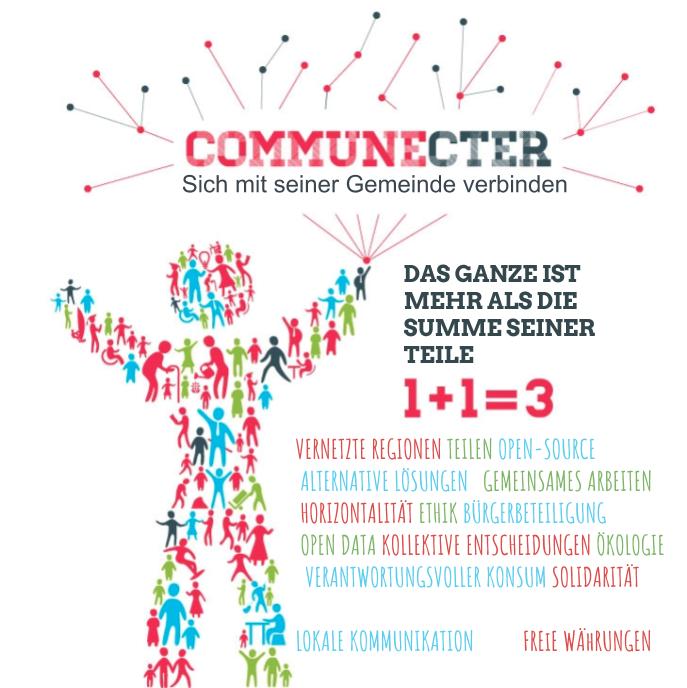 COMMUNECTER
Sich mit seiner Gemeinde verbinden
DAS GANZE IST
MEHR ALS DIE
SUMME SEINER
TEILE
1+1=3
VERNETZTE REGIONEN TEILEN OPEN-SOURCE
ALTERNATIVE LÖSUNGEN GEMEINSAMES ARBEITEN
HORIZONTALITÄT ETHIK BÜRGERBETEILIGUNG
OPEN DATA KOLLEKTIVE ENTSCHEIDUNGEN ÖKOLOGIE
VERANTWORTUNGSVOLLER KONSUM SOLIDARITÄT
LOKALE KOMMUNIKATION FREIE WÄHRUNGEN